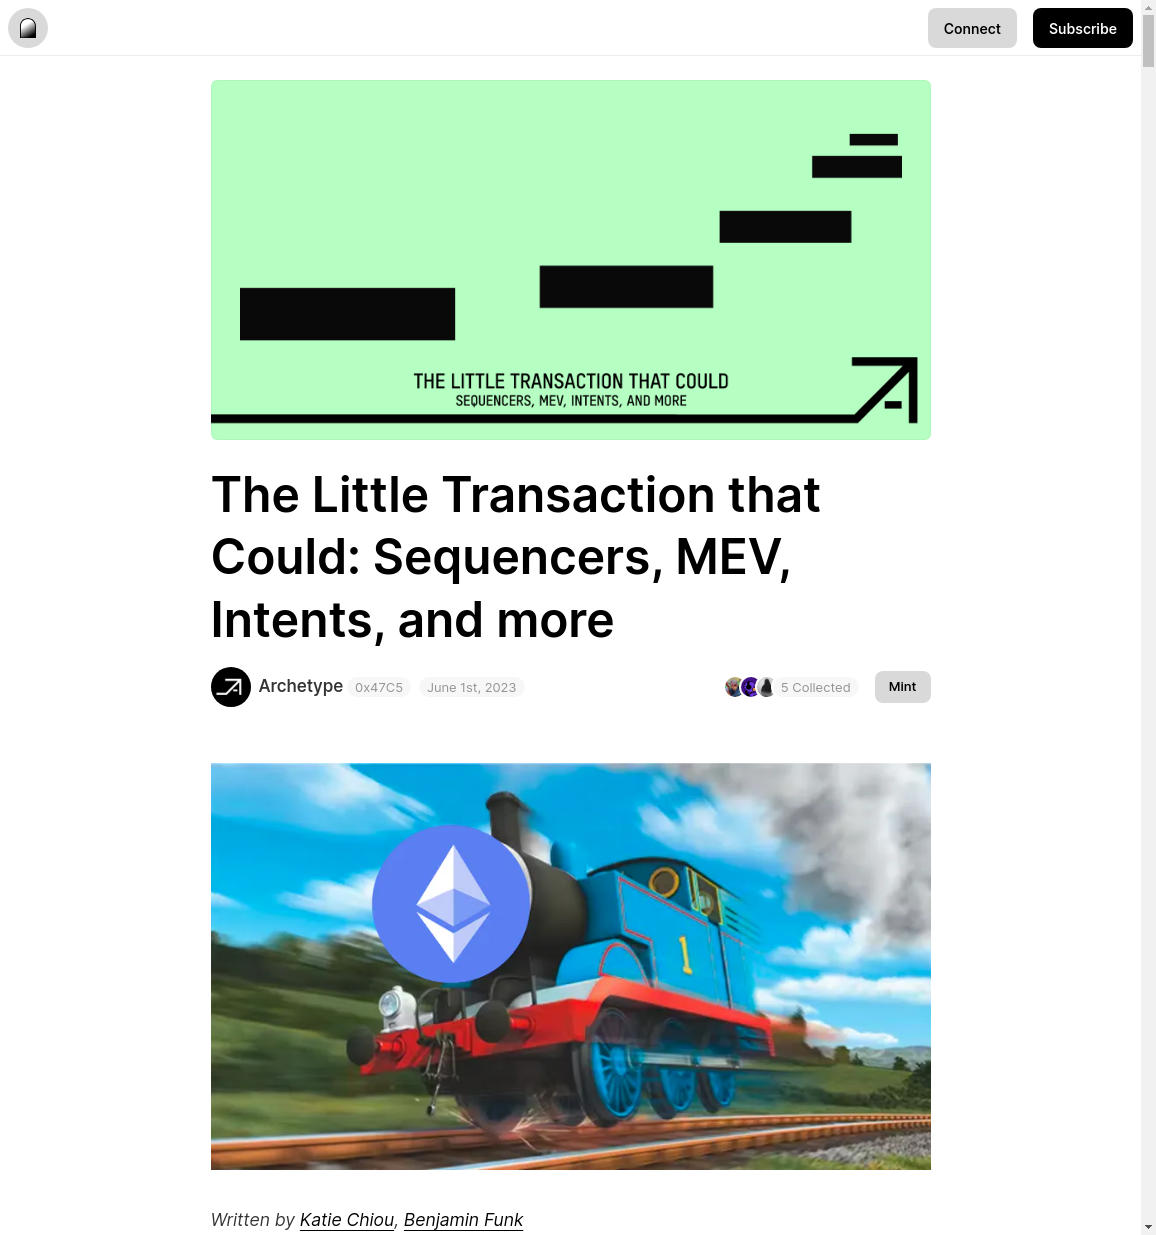 Connect
Subscribe
THE LITTLE TRANSACTION THAT COULD
SEQUENCERS, MEV, INTENTS, AND MORE
The Little Transaction that
Could: Sequencers, MEV,
Intents, and more
Archetype 0x47C5 June 1st, 2023
5 Collected
Mint
1
Written by Katie Chiou, Benjamin Funk